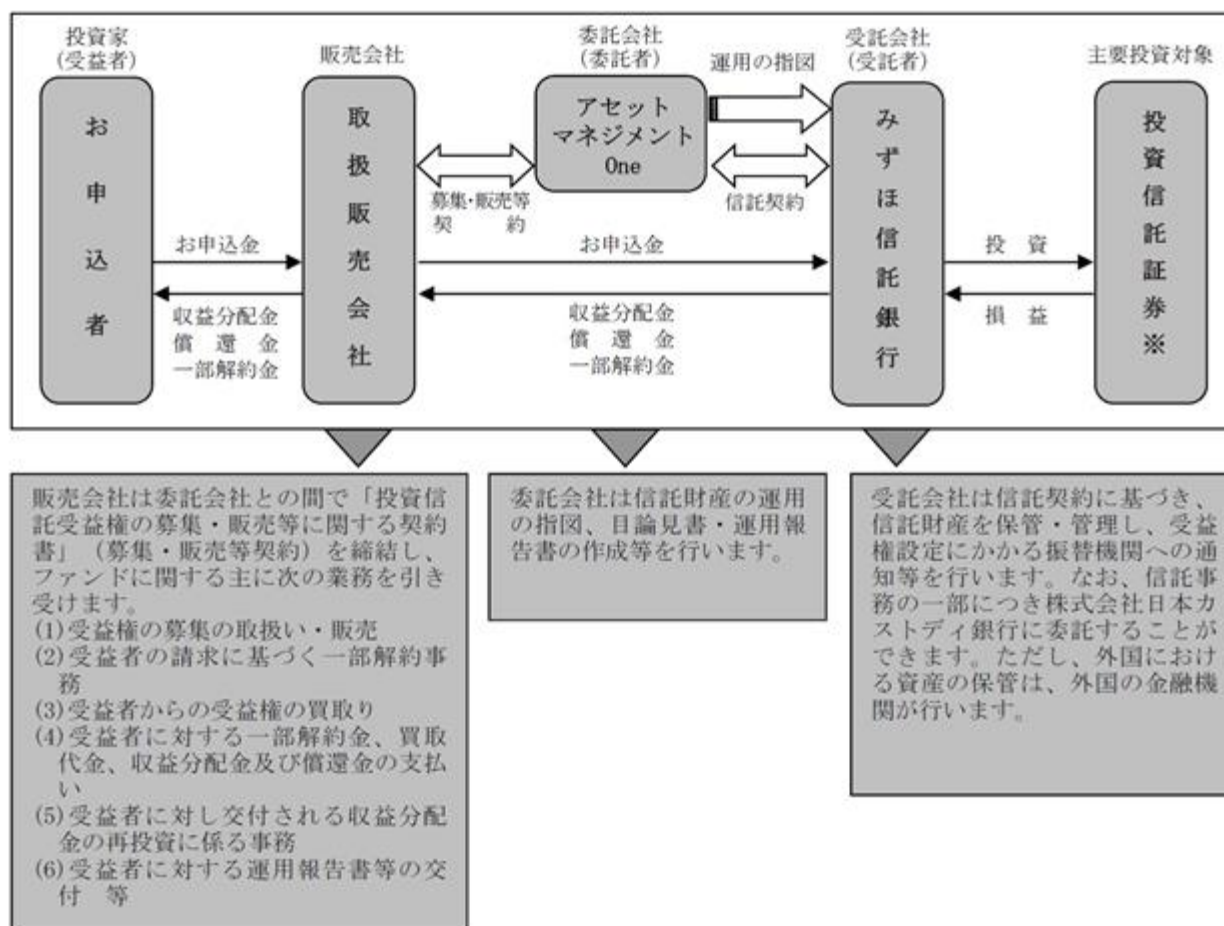 投資家
(受益者)
販売会社
委託会社
(委託者)
運用の指図
受託会社
(受託者)
主要投資対象
お申込者
取扱販売会社
アセット
マネジメント
One
みずほ信託銀行
投資信託証券※
募集・販売等
契　約
信託契約
お申込金
収益分配金
償　還　金
一部解約金
お申込金
収益分配金
償　還　金
一部解約金
投　資
損　益
販売会社は委託会社との間で「投資信
託受益権の募集・販売等に関する契約
書」（募集・販売等契約）を締結し、
ファンドに関する主に次の業務を引き
受けます。
(1)受益権の募集の取扱い・販売
(2)受益者の請求に基づく一部解約事
務
(3)受益者からの受益権の買取り
(4)受益者に対する一部解約金、買取
代金、収益分配金及び償還金の支払
い
(5)受益者に対し交付される収益分配
金の再投資に係る事務
(6)受益者に対する運用報告書等の交
付　等
委託会社は信託財産の運用
の指図、目論見書・運用報
告書の作成等を行います。
受託会社は信託契約に基づき、
信託財産を保管・管理し、受益
権設定にかかる振替機関への通
知等を行います。なお、信託事
務の一部につき株式会社日本カ
ストディ銀行に委託することが
できます。ただし、外国におけ
る資産の保管は、外国の金融機
関が行います。